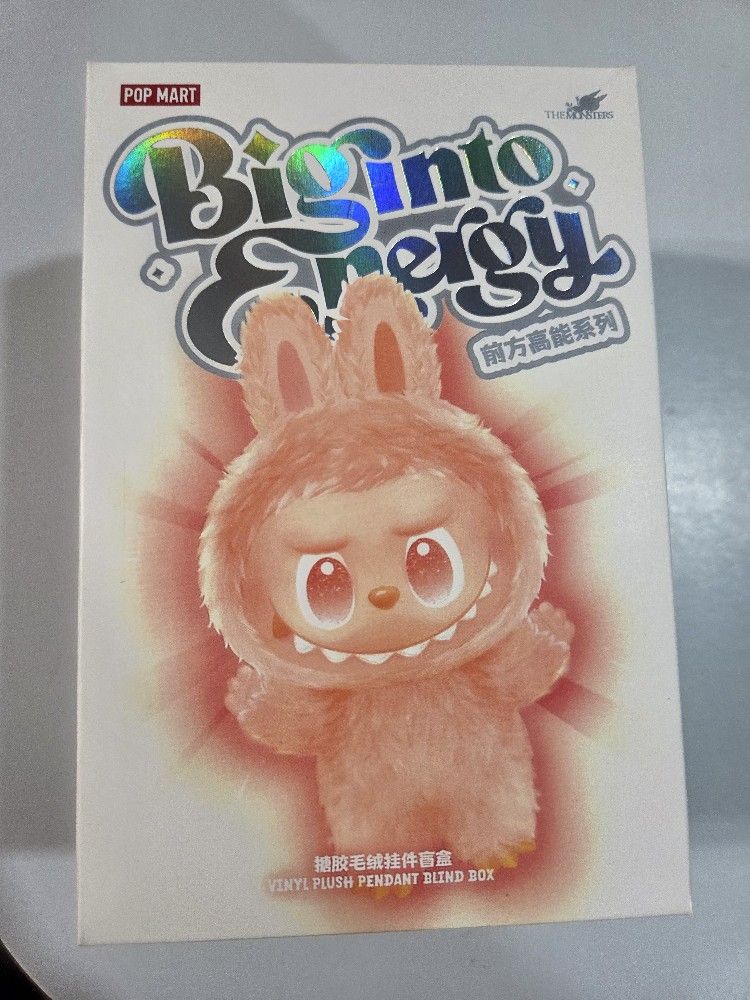 POP MART
THE MONSTERS
Big into
Energy
前方高能系列
搪胶毛绒挂件盲盒
VINYL PLUSH PENDANT BLIND BOX